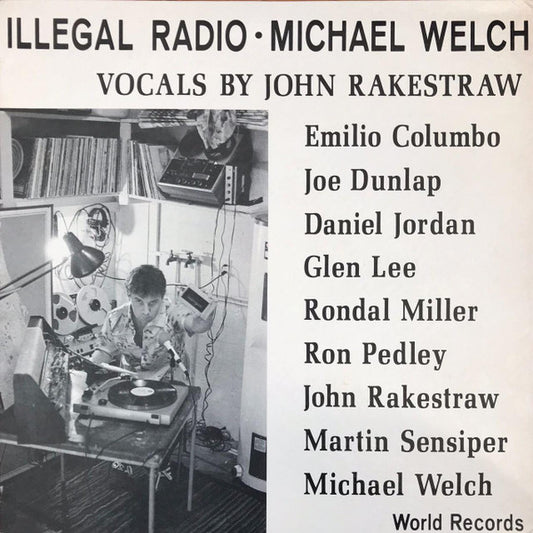 ILLEGAL RADIO · MICHAEL WELCH
VOCALS BY JOHN RAKESTRAW
Emilio Columbo
Joe Dunlap
Daniel Jordan
Glen Lee
Rondal Miller
Ron Pedley
John Rakestraw
Martin Sensiper
Michael Welch
World Records